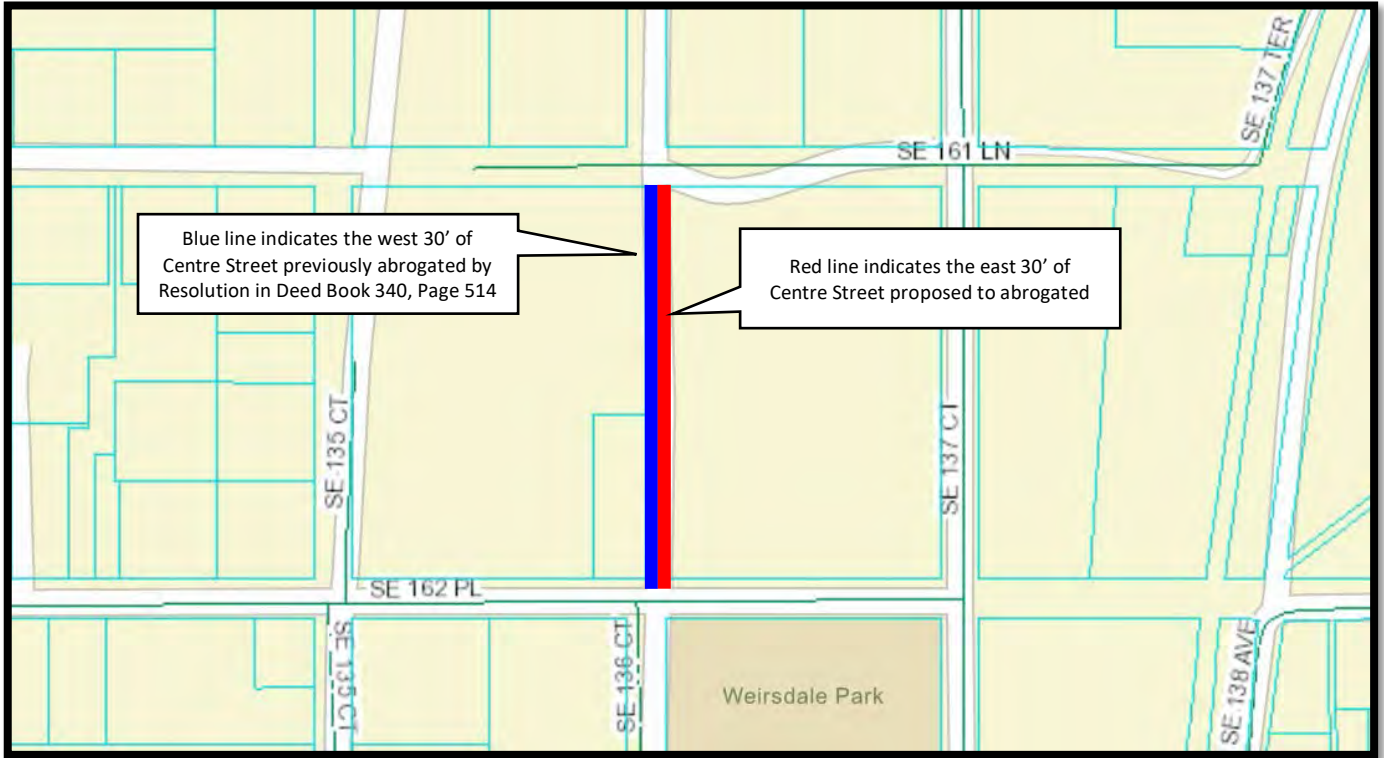 SE 137 TER
SE 161 LN
Blue line indicates the west 30’ of
Centre Street previously abrogated by
Resolution in Deed Book 340, Page 514
Red line indicates the east 30’ of
Centre Street proposed to abrogated
SE 135 CT
SE 137 CT
SE 162 PL
SE 135 CT
SE 136 CT
Weirsdale Park
SE 138 AVE